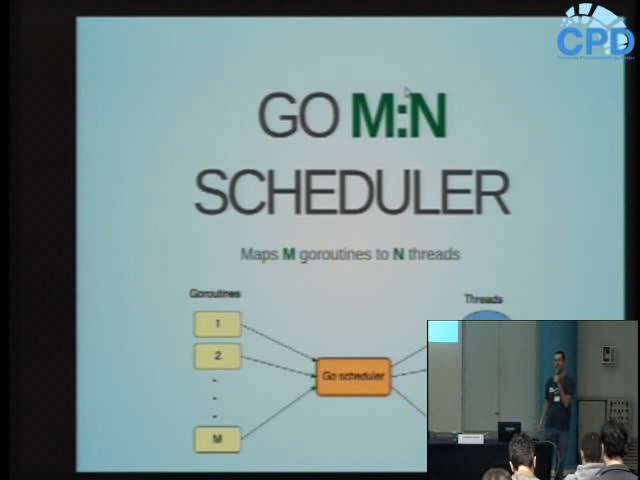 CPD
GO M:N
SCHEDULER
Maps M goroutines to N threads
Goroutines
Threads
1
2
Go scheduler
M